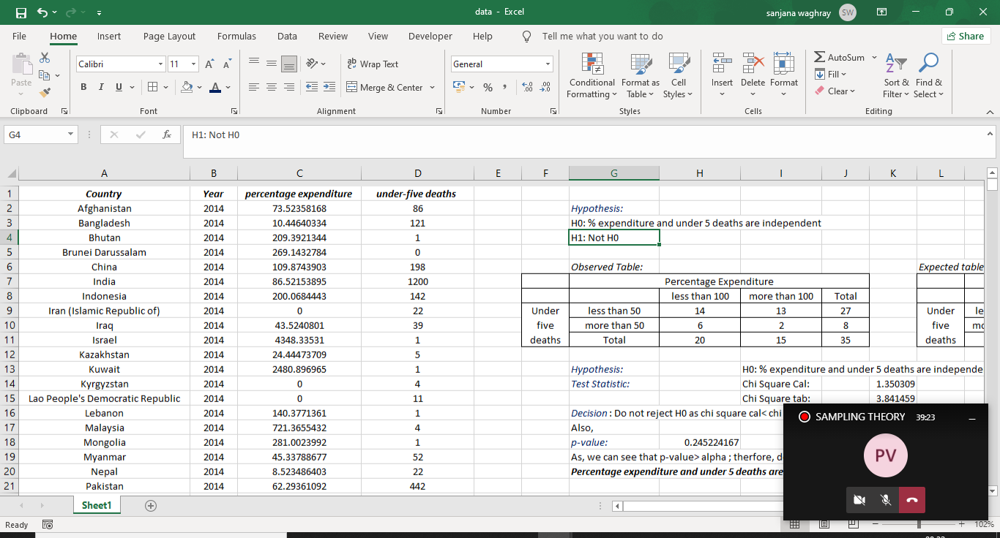 data - Excel
sanjana waghray SW
File Home Insert Page Layout Formulas Data Review View Developer Help Tell me what you want to do Share
Calibri 11 Wrap Text General Conditional Format as Cell Insert Delete Format AutoSum Sort & Find &
Paste B I U Merge & Center % Formatting Table Styles Fill Filter Select
Clear
Clipboard Font Alignment Number Styles Cells Editing
G4 fx H1: Not H0
A B C D E F G H I J K L
1 Country Year percentage expenditure under-five deaths
2 Afghanistan 2014 73.52358168 86 Hypothesis:
3 Bangladesh 2014 10.44640334 121 H0: % expenditure and under 5 deaths are independent
4 Bhutan 2014 209.3921344 1 H1: Not H0
5 Brunei Darussalam 2014 269.1432784 0
6 China 2014 109.8743903 198 Observed Table: Expected table
7 India 2014 86.52153895 1200 Percentage Expenditure
8 Indonesia 2014 200.0684443 142 less than 100 more than 100 Total
9 Iran (Islamic Republic of) 2014 0 22 Under less than 50 14 13 27 Under le
10 Iraq 2014 43.5240801 39 five more than 50 6 2 8 five mo
11 Israel 2014 4348.33531 1 deaths Total 20 15 35 deaths
12 Kazakhstan 2014 24.44473709 5
13 Kuwait 2014 2480.896965 1 Hypothesis: H0: % expenditure and under 5 deaths are independe
14 Kyrgyzstan 2014 0 4 Test Statistic: Chi Square Cal: 1.350309
15 Lao People's Democratic Republic 2014 0 11 Chi Square tab: 3.841459
16 Lebanon 2014 140.3771361 1 Decision : Do not reject H0 as chi square cal< chi
17 Malaysia 2014 721.3655432 4 Also,
18 Mongolia 2014 281.0023992 1 p-value: 0.245224167
19 Myanmar 2014 45.33788677 52 As, we can see that p-value> alpha ; therfore, d
20 Nepal 2014 8.523486403 22 Percentage expenditure and under 5 deaths are
21 Pakistan 2014 62.29361092 442
SAMPLING THEORY 39:23
PV
Sheet1
Ready 102%